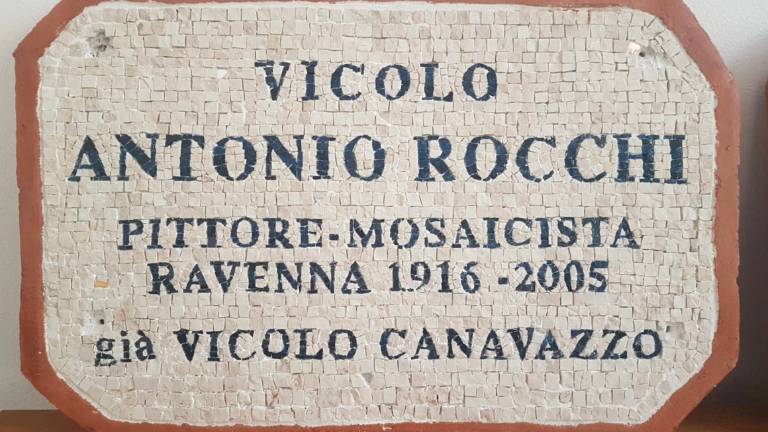 VICOLO
ANTONIO ROCCHI
PITTORE-MOSAICISTA
RAVENNA 1916-2005
già VICOLO CANAVAZZO